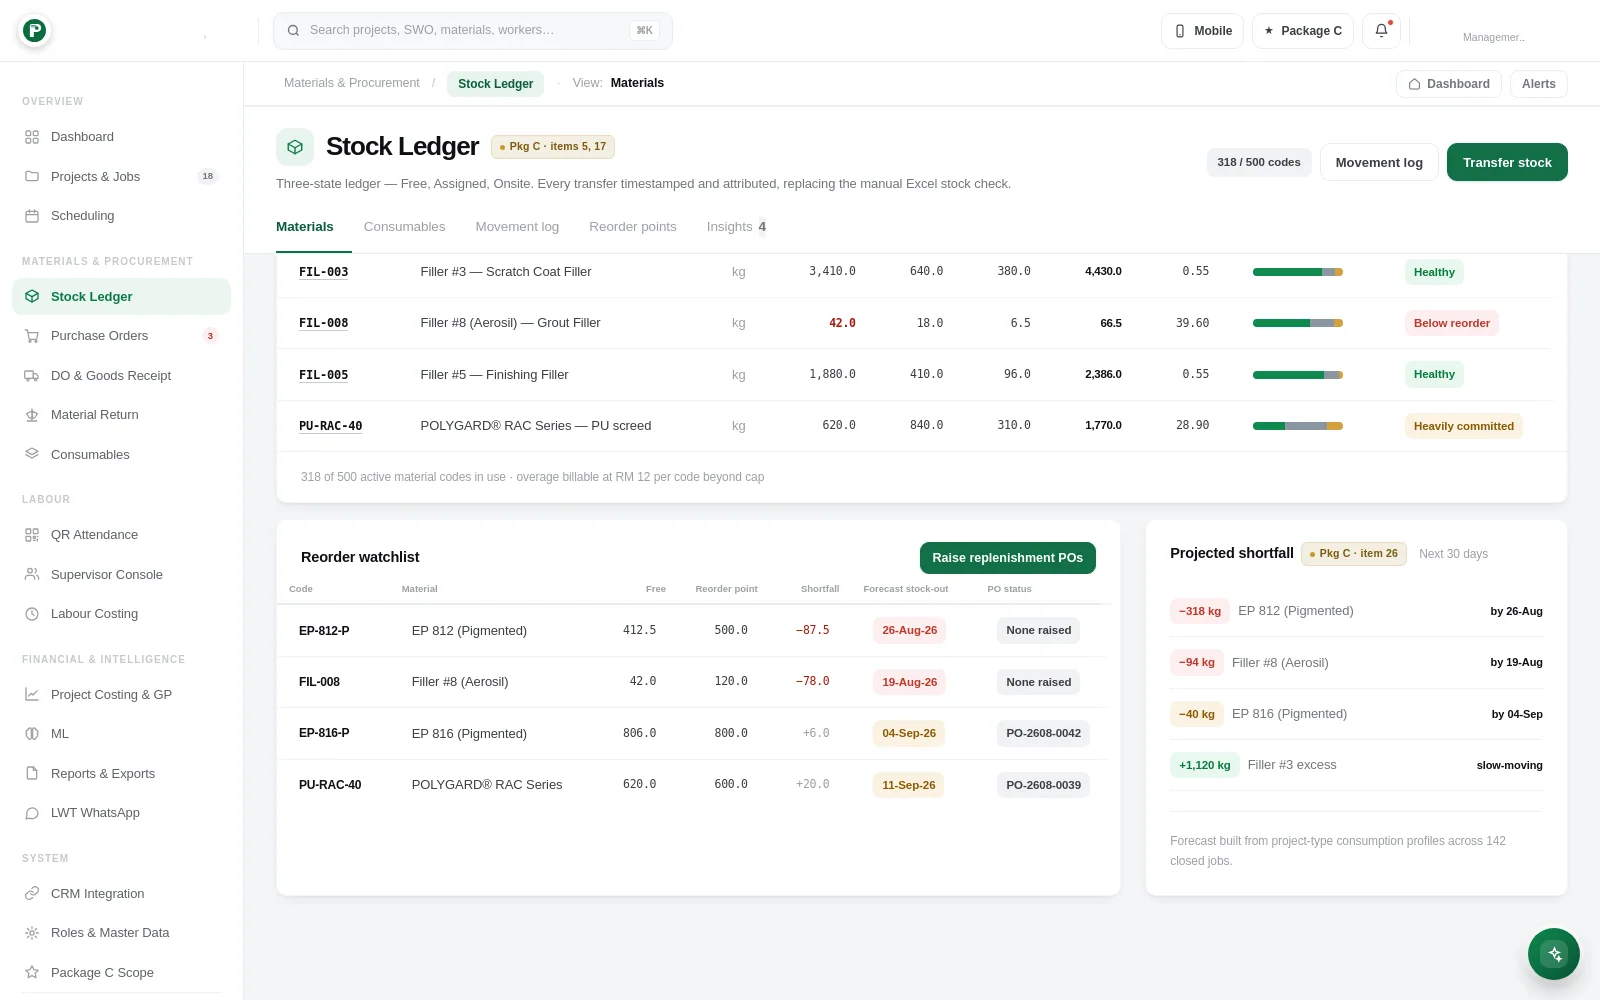 P
Search projects, SWO, materials, workers…
⌘K
Mobile
Package C
Managemer..
Materials & Procurement / Stock Ledger · View: Materials
Dashboard
Alerts
OVERVIEW
Dashboard
Projects & Jobs 18
Scheduling
MATERIALS & PROCUREMENT
Stock Ledger
Purchase Orders 3
DO & Goods Receipt
Material Return
Consumables
LABOUR
QR Attendance
Supervisor Console
Labour Costing
FINANCIAL & INTELLIGENCE
Project Costing & GP
ML
Reports & Exports
LWT WhatsApp
SYSTEM
CRM Integration
Roles & Master Data
Package C Scope
Stock Ledger
Pkg C · items 5, 17
Three-state ledger — Free, Assigned, Onsite. Every transfer timestamped and attributed, replacing the manual Excel stock check.
318 / 500 codes
Movement log
Transfer stock
Materials Consumables Movement log Reorder points Insights 4
FIL-003 Filler #3 — Scratch Coat Filler kg 3,410.0 640.0 380.0 4,430.0 0.55 Healthy
FIL-008 Filler #8 (Aerosil) — Grout Filler kg 42.0 18.0 6.5 66.5 39.60 Below reorder
FIL-005 Filler #5 — Finishing Filler kg 1,880.0 410.0 96.0 2,386.0 0.55 Healthy
PU-RAC-40 POLYGARD® RAC Series — PU screed 620.0 840.0 310.0 1,770.0 28.90 Heavily committed
kg
318 of 500 active material codes in use · overage billable at RM 12 per code beyond cap
Reorder watchlist
Raise replenishment POs
Code Material Free Reorder point Shortfall Forecast stock-out PO status
EP-812-P EP 812 (Pigmented) 412.5 500.0 −87.5 26-Aug-26 None raised
FIL-008 Filler #8 (Aerosil) 42.0 120.0 −78.0 19-Aug-26 None raised
EP-816-P EP 816 (Pigmented) 806.0 800.0 +6.0 04-Sep-26 PO-2608-0042
PU-RAC-40 POLYGARD® RAC Series 620.0 600.0 +20.0 11-Sep-26 PO-2608-0039
Projected shortfall Pkg C · item 26 Next 30 days
−318 kg EP 812 (Pigmented) by 26-Aug
−94 kg Filler #8 (Aerosil) by 19-Aug
−40 kg EP 816 (Pigmented) by 04-Sep
+1,120 kg Filler #3 excess slow-moving
Forecast built from project-type consumption profiles across 142
closed jobs.